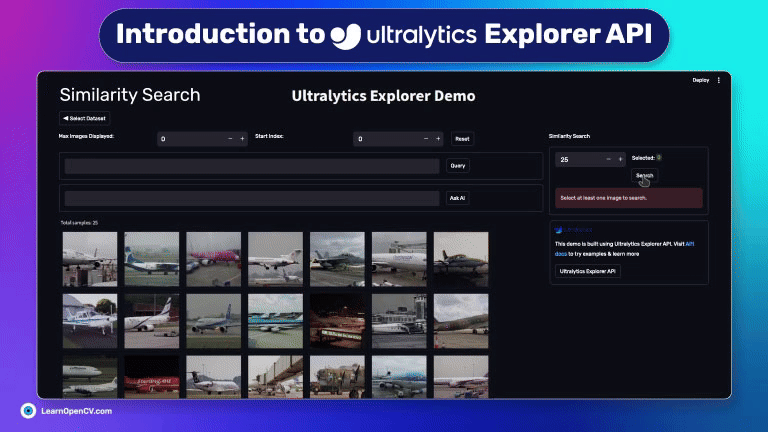 Introduction to ultralytics Explorer API
Deploy
Similarity Search
Ultralytics Explorer Demo
◀ Select Dataset
Max Images Displayed:
0
− +
Start Index:
0
− +
Reset
Similarity Search
Query
25
− +
Selected: 0
Search
Select at least one image to search.
Ask AI
Total samples: 25
Ultralytics
This demo is built using Ultralytics Explorer API. Visit API
docs to try examples & learn more
Ultralytics Explorer API
LearnOpenCV.com